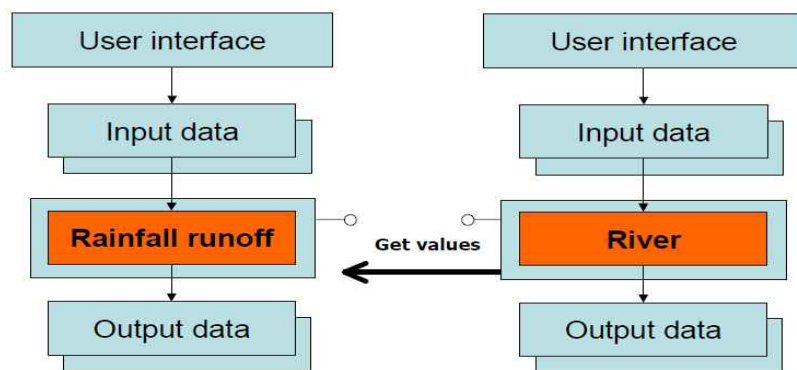 User interface
Input data
Rainfall runoff
Output data
Get values
User interface
Input data
River
Output data